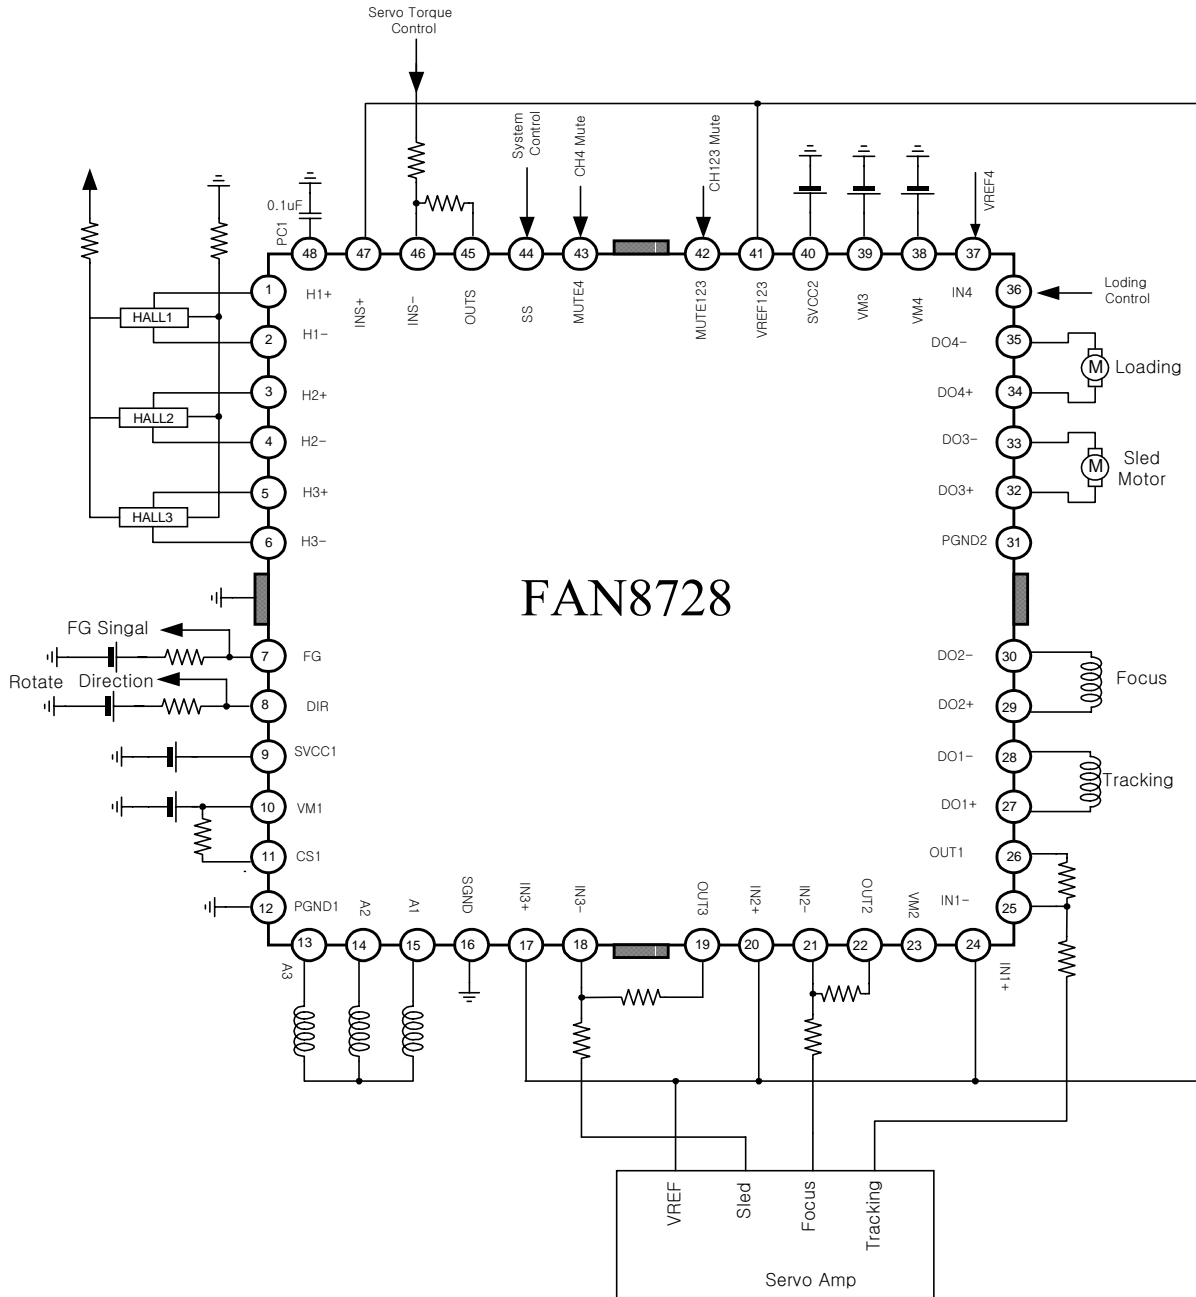 Servo Torque
Control
System
Control
CH4 Mute
CH123 Mute
VREF4
0.1uF
PC1
48
47
46
45
44
43
42
41
40
39
38
37
INS+
INS-
OUTS
SS
MUTE4
MUTE123
VREF123
SVCC2
VM3
VM4
1
H1+
HALL1
2
H1-
3
H2+
HALL2
4
H2-
5
H3+
HALL3
6
H3-
FG Singal
7
FG
Rotate Direction
8
DIR
9
SVCC1
10
VM1
11
CS1
12
PGND1
FAN8728
IN4
36
Loding
Control
DO4-
35
Loading
M
DO4+
34
DO3-
33
Sled
Motor
M
DO3+
32
PGND2
31
DO2-
30
Focus
DO2+
29
DO1-
28
Tracking
DO1+
27
OUT1
26
IN1-
25
A2
A1
SGND
IN3+
IN3-
OUT3
IN2+
IN2-
OUT2
VM2
13
14
15
16
17
18
19
20
21
22
23
24
A3
IN1+
VREF
Sled
Focus
Tracking
Servo Amp